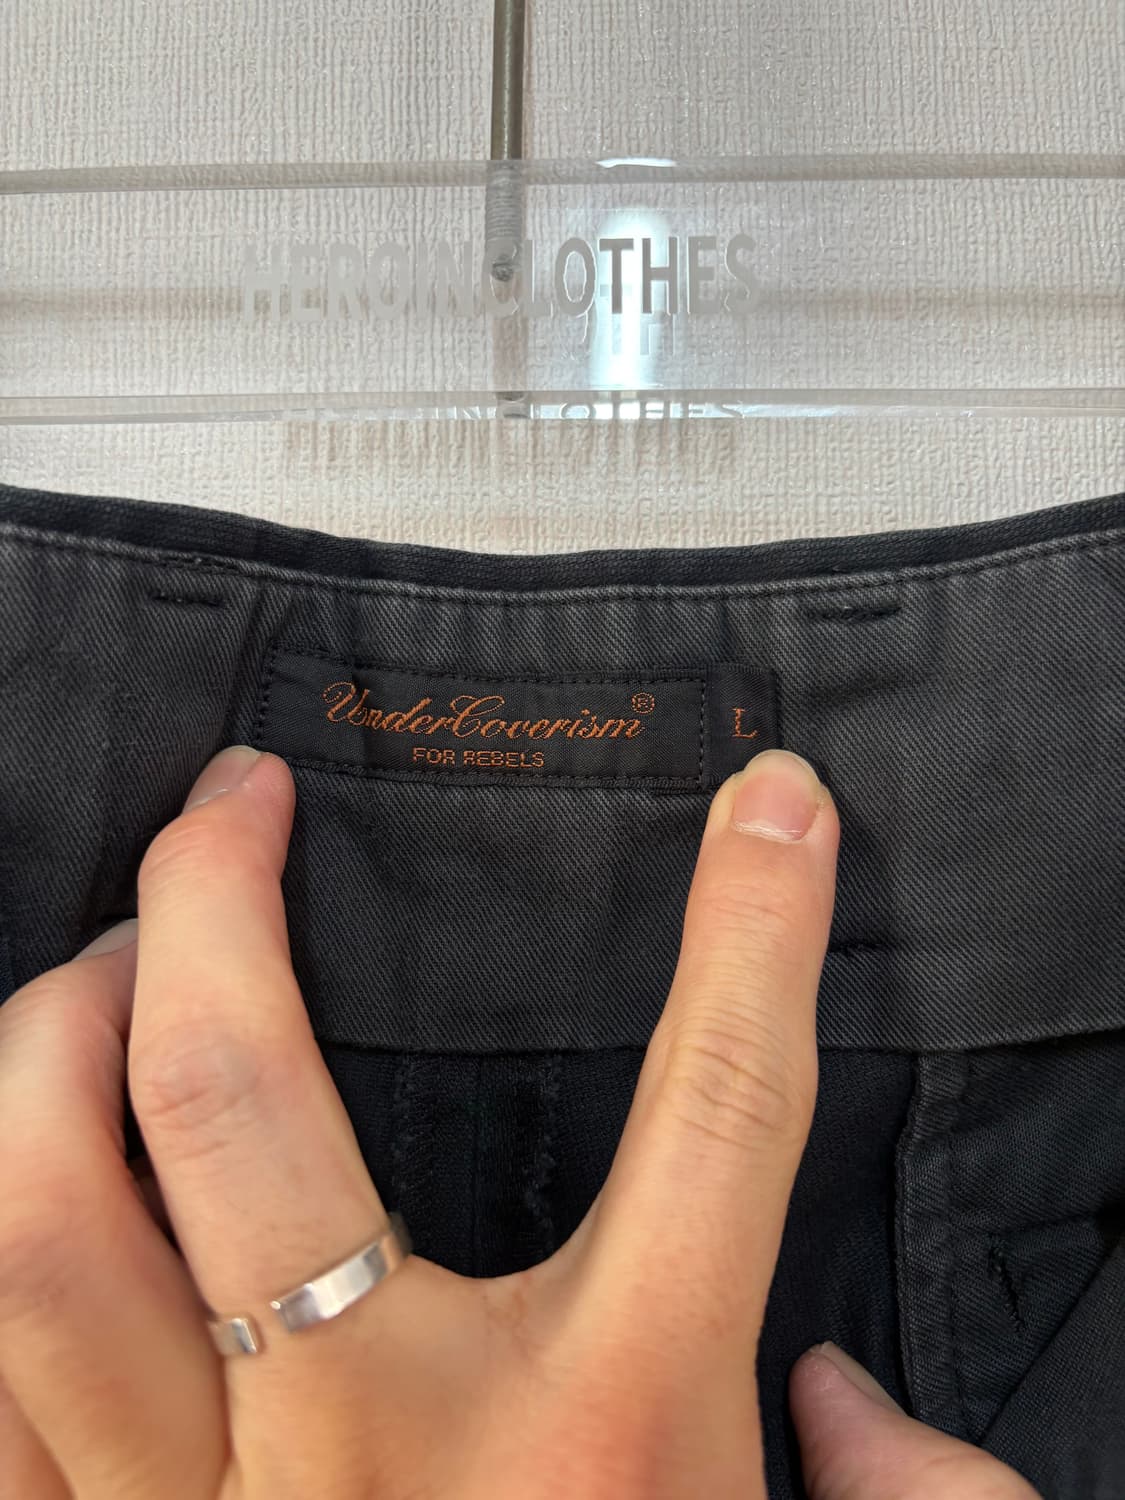 HEROINCLOTHES
UnderCoverism®
FOR REBELS
L